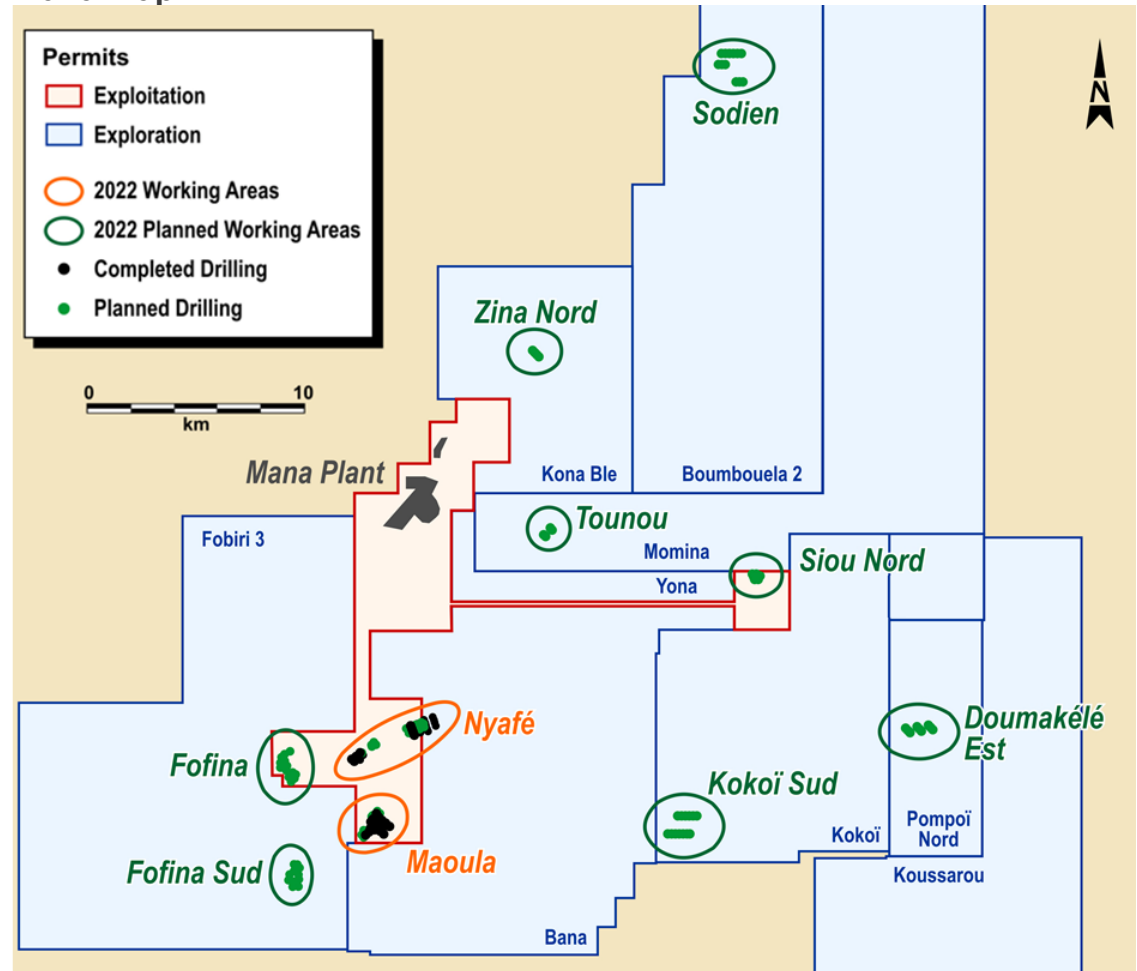 Permits
Exploitation
Exploration
2022 Working Areas
2022 Planned Working Areas
Completed Drilling
Planned Drilling
0 10
km
N
Sodien
Zina Nord
Mana Plant
Kona Ble
Boumbouela 2
Fobiri 3
Tounou
Momina
Siou Nord
Yona
Nyafé
Doumakélé
Est
Fofina
Kokoï Sud
Kokoï
Pompoï
Nord
Maoula
Fofina Sud
Koussarou
Bana